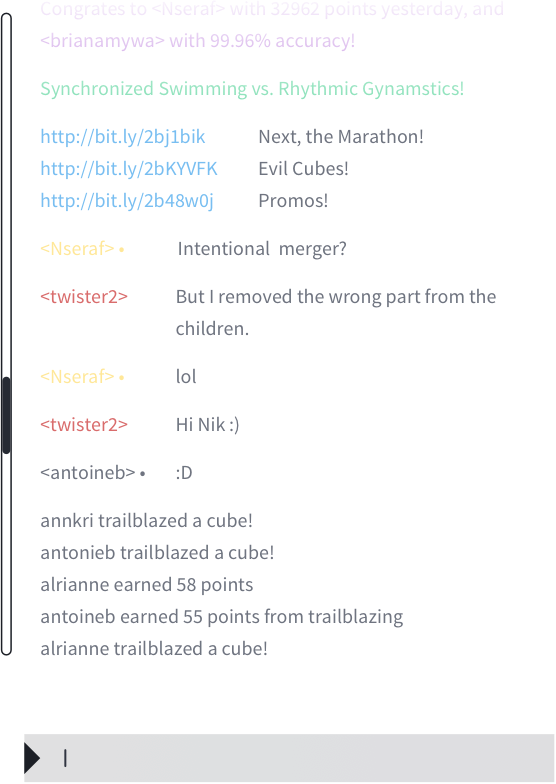 Congrates to <Nseraf> with 32962 points yesterday, and
<brianamywa> with 99.96% accuracy!
Synchronized Swimming vs. Rhythmic Gynamstics!
http://bit.ly/2bj1bik Next, the Marathon!
http://bit.ly/2bKYVFK Evil Cubes!
http://bit.ly/2b48w0j Promos!
<Nseraf> • Intentional merger?
<twister2> But I removed the wrong part from the
children.
<Nseraf> • lol
<twister2> Hi Nik :)
<antoineb> • :D
annkri trailblazed a cube!
antonieb trailblazed a cube!
alrianne earned 58 points
antoineb earned 55 points from trailblazing
alrianne trailblazed a cube!